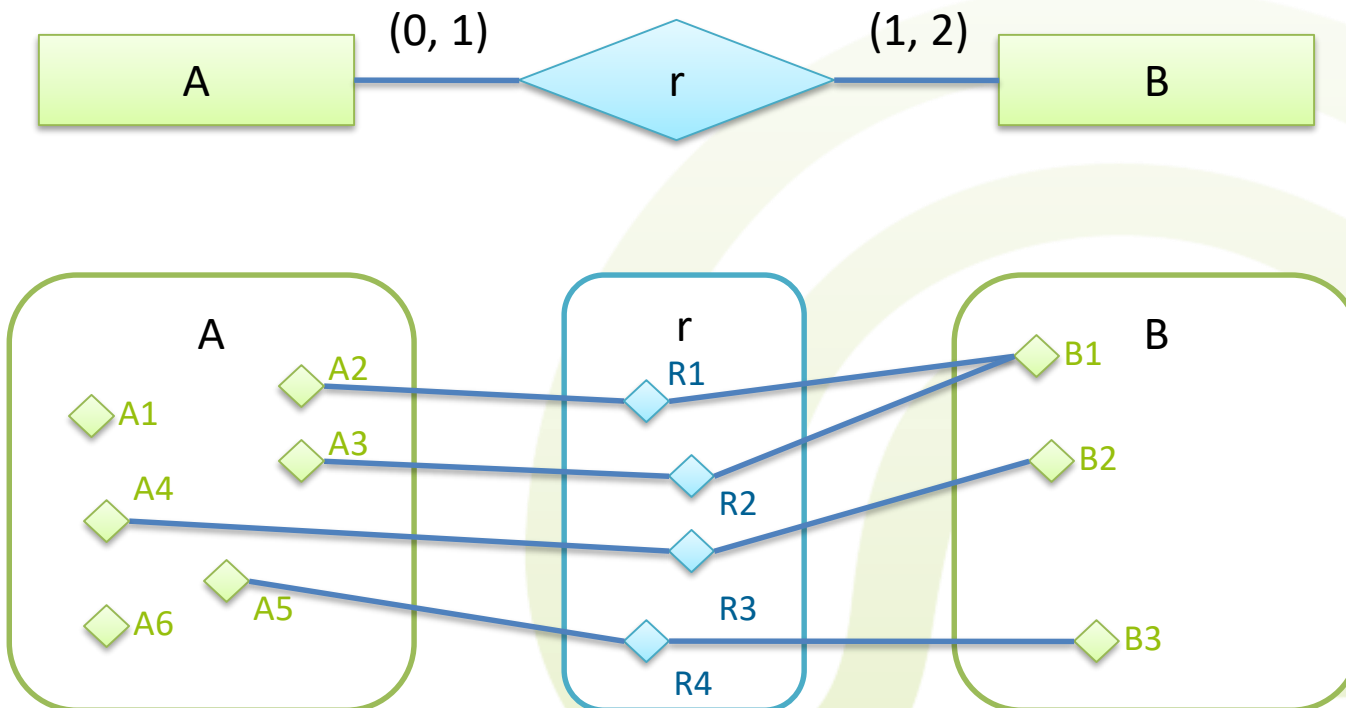 (0, 1) (1, 2)
A r B
A r B
A2 R1 B1
A1
A3 B2
A4 R2
A5 R3
A6 B3
R4